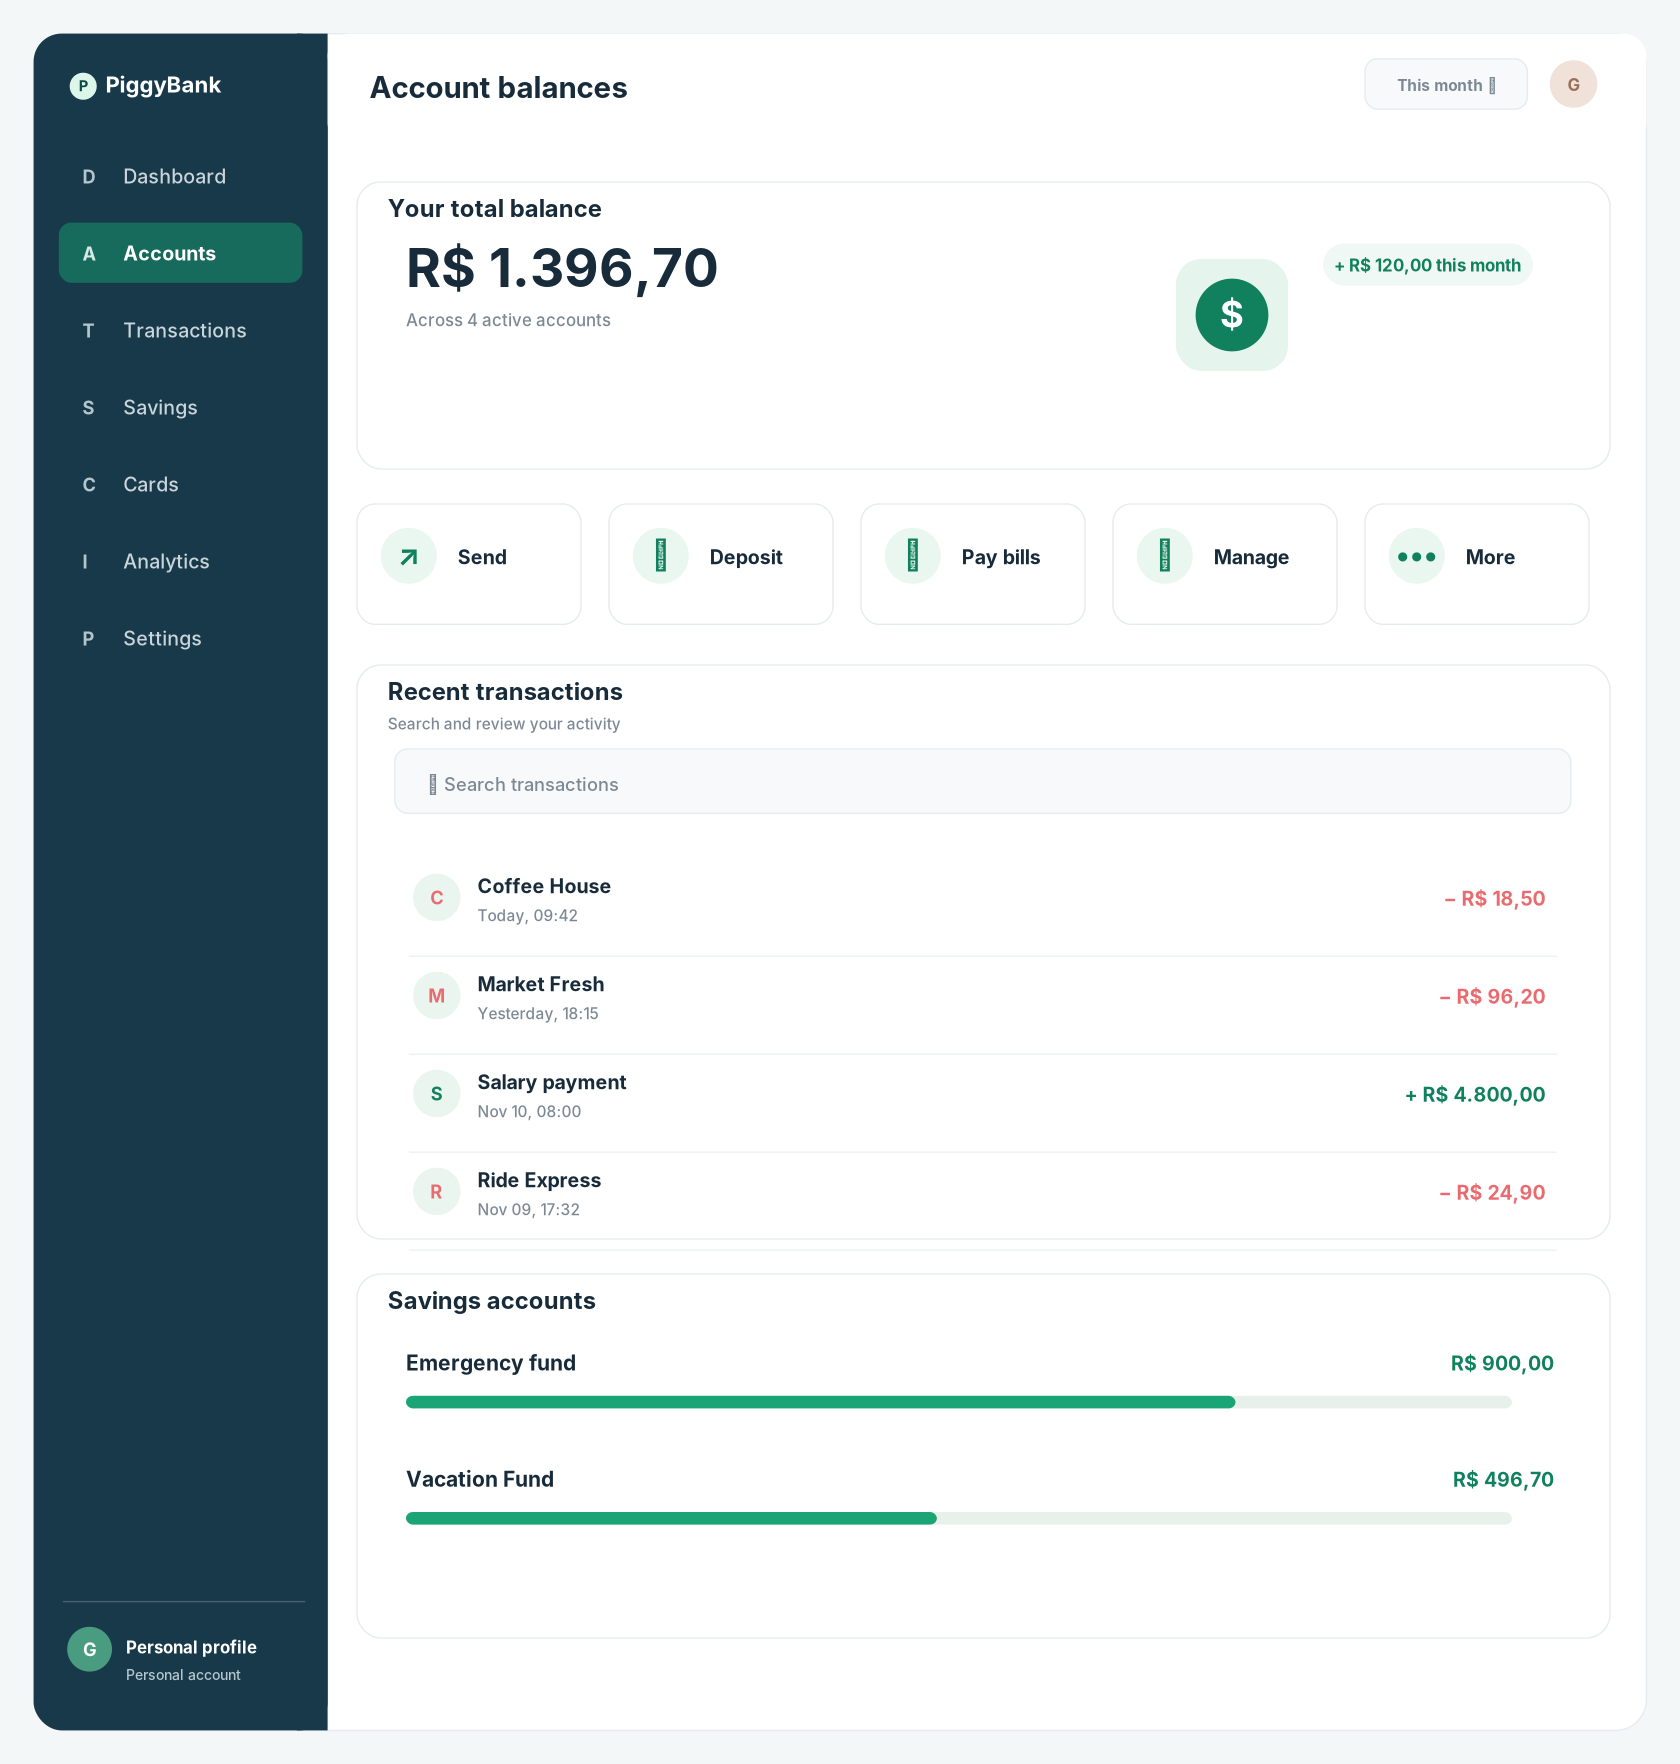 P PiggyBank
D Dashboard
A Accounts
T Transactions
S Savings
C Cards
I Analytics
P Settings
G Personal profile
Personal account
Account balances
This month
G
Your total balance
R$ 1.396,70
Across 4 active accounts
$
+ R$ 120,00 this month
Send
Deposit
Pay bills
Manage
More
Recent transactions
Search and review your activity
Search transactions
C Coffee House
Today, 09:42
– R$ 18,50
M Market Fresh
Yesterday, 18:15
– R$ 96,20
S Salary payment
Nov 10, 08:00
+ R$ 4.800,00
R Ride Express
Nov 09, 17:32
– R$ 24,90
Savings accounts
Emergency fund R$ 900,00
Vacation Fund R$ 496,70